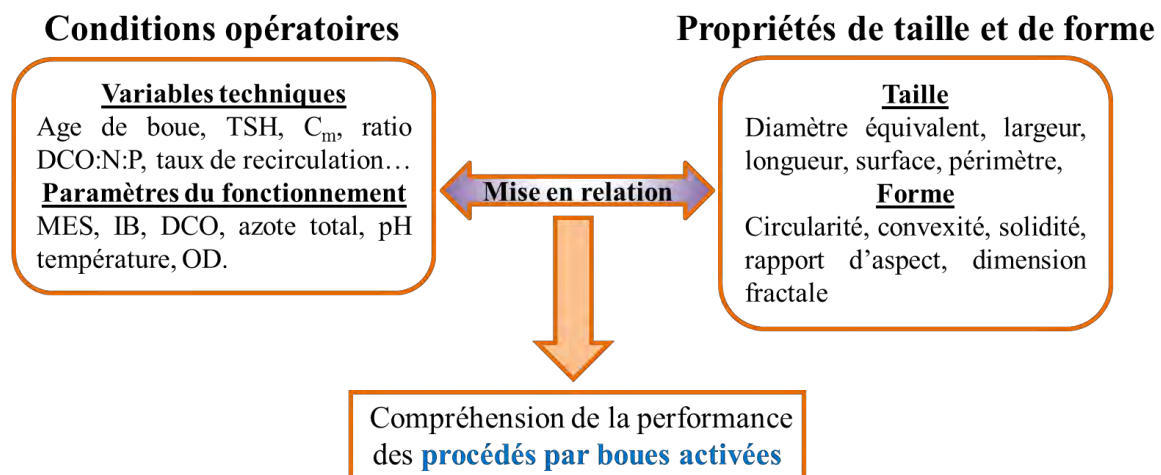 Conditions opératoires
Variables techniques
Age de boue, TSH, Cm, ratio
DCO:N:P, taux de recirculation…
Paramètres du fonctionnement
MES, IB, DCO, azote total, pH
température, OD.
Mise en relation
Propriétés de taille et de forme
Taille
Diamètre équivalent, largeur,
longueur, surface, périmètre,
Forme
Circularité, convexité, solidité,
rapport d’aspect, dimension
fractale
Compréhension de la performance
des procédés par boues activées